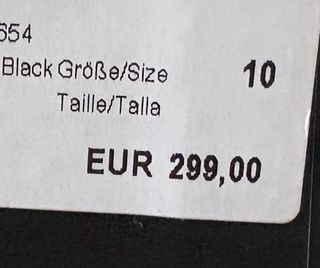 654
Black Größe/Size 10
Taille/Talla
EUR 299,00